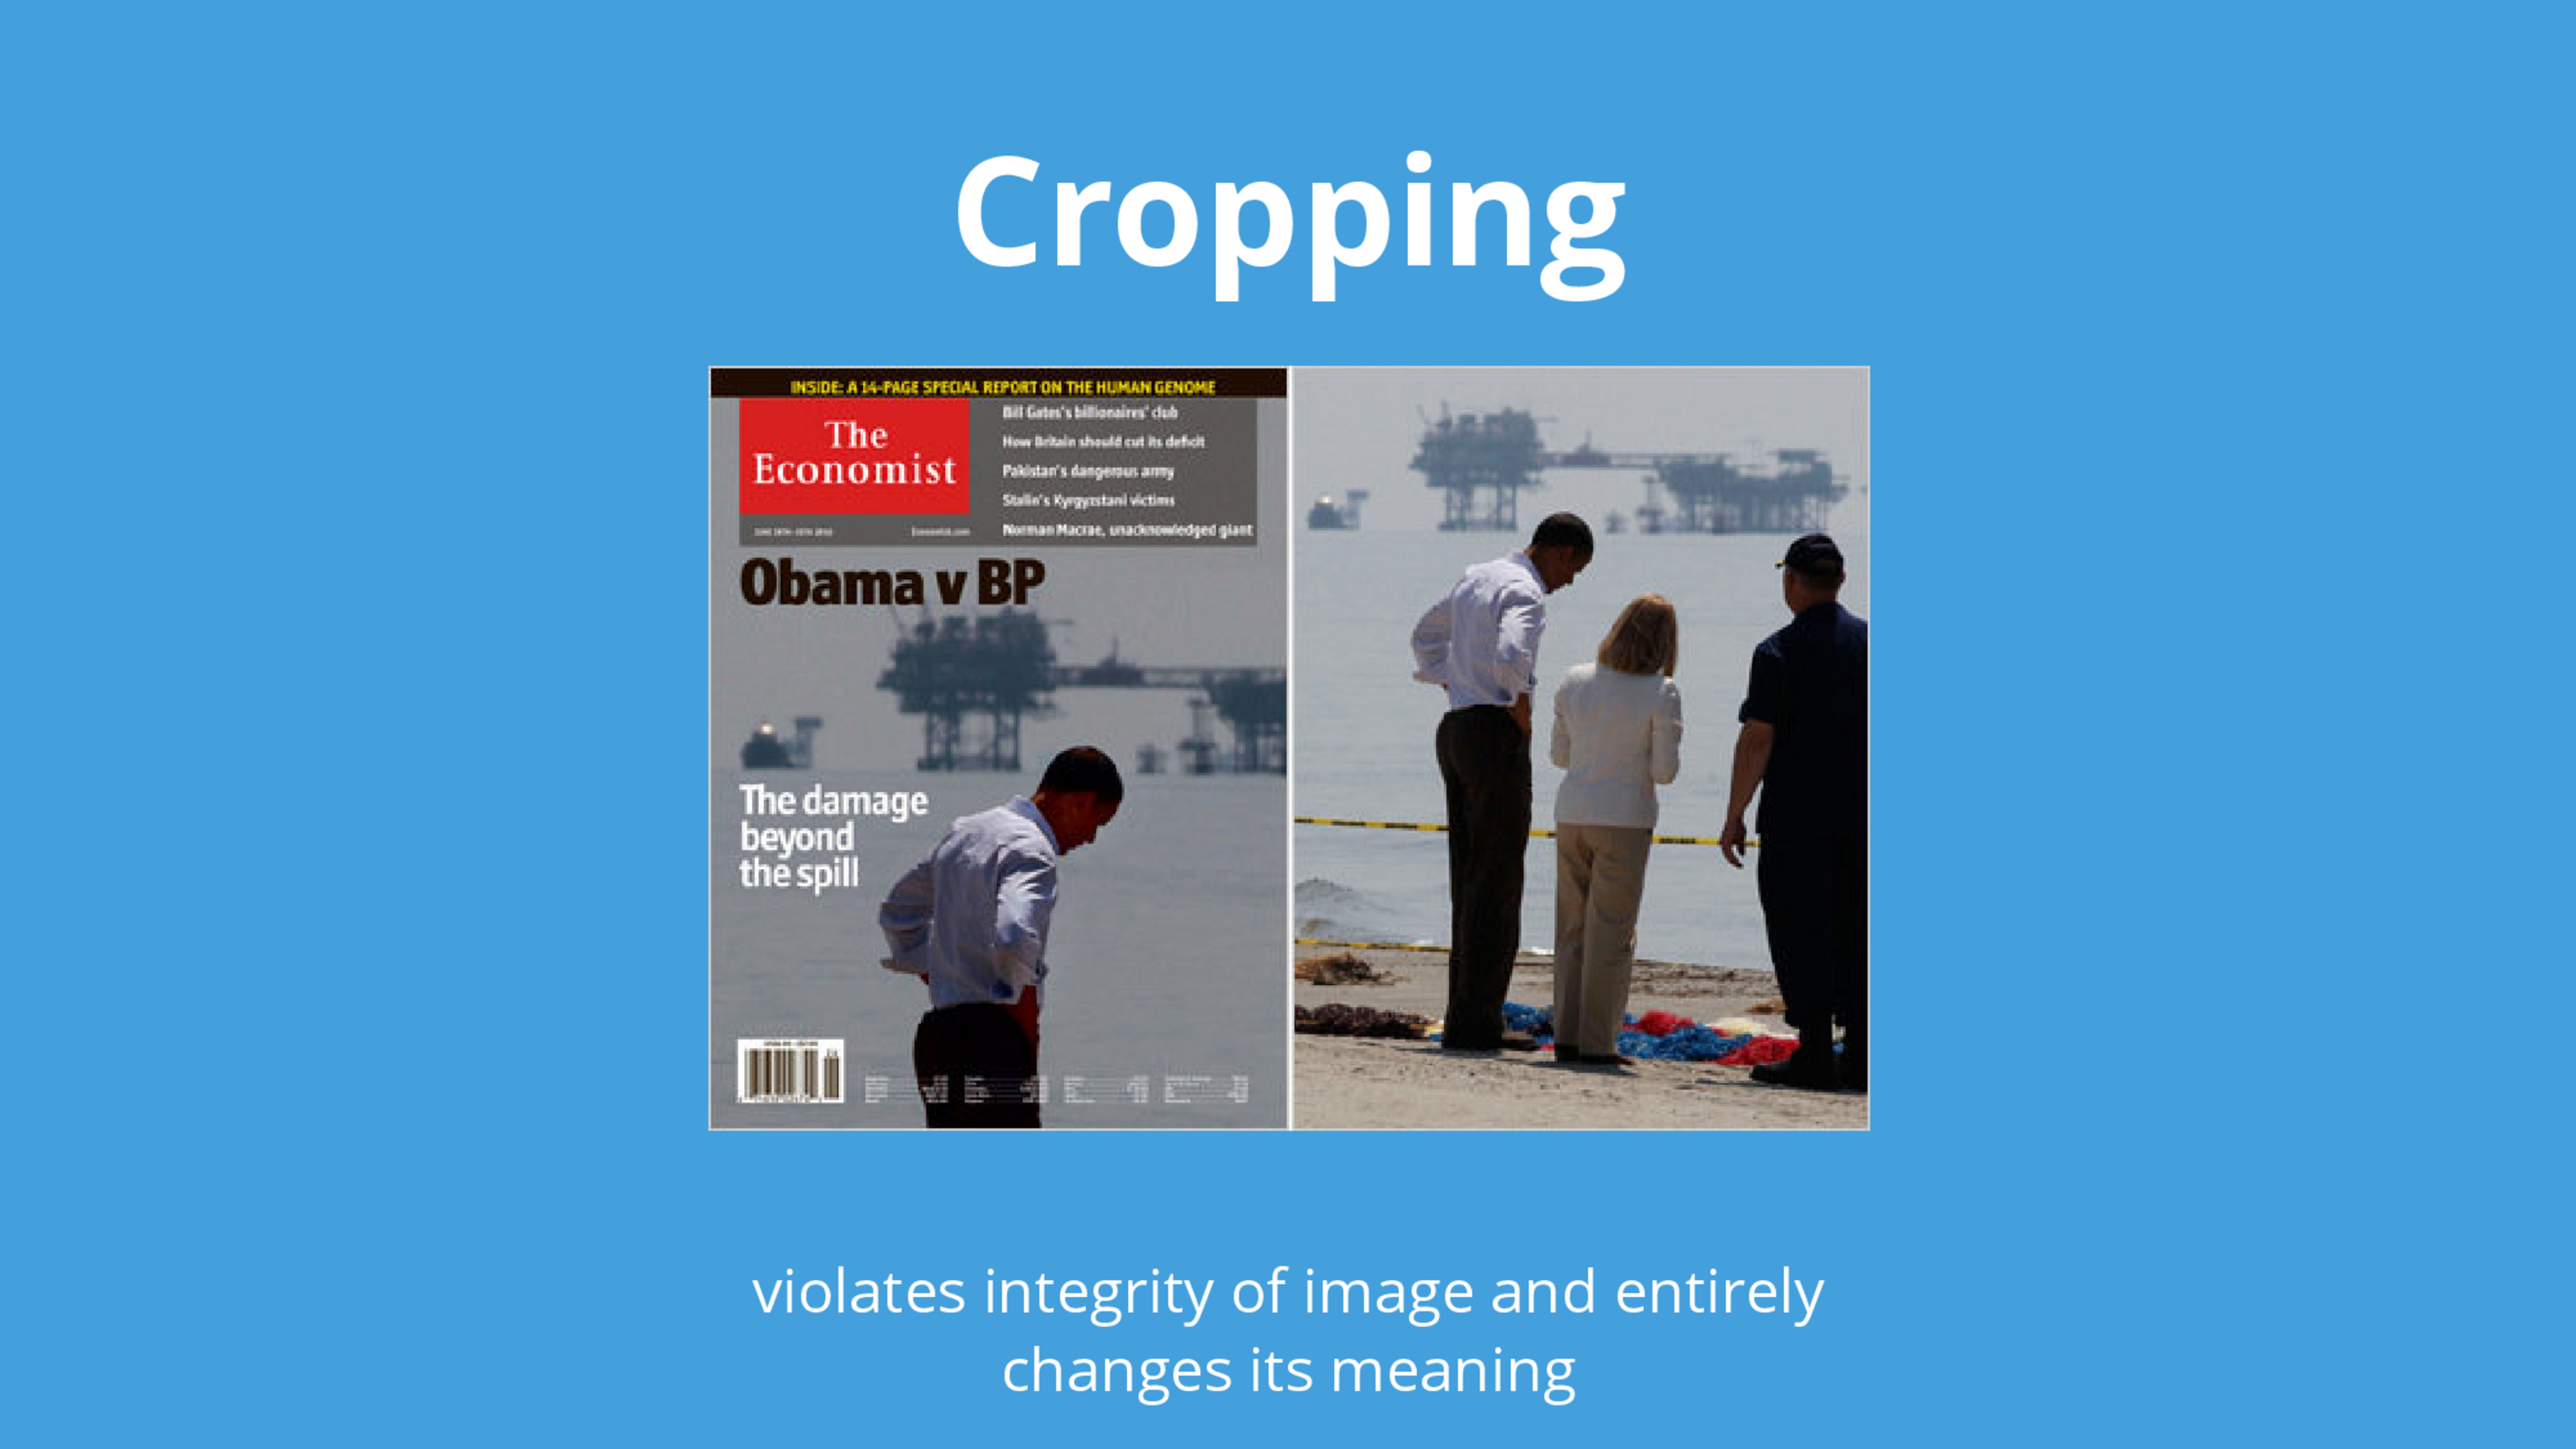 Cropping
INSIDE: A 14-PAGE SPECIAL REPORT ON THE HUMAN GENOME
The
Economist
Bill Gates's billionaires' club
How Britain should cut its deficit
Pakistan's dangerous army
Stalin's Kyrgyzstani victims
Norman Macrae, unacknowledged giant
Economist.com
Obama v BP
The damage
beyond
the spill
violates integrity of image and entirely
changes its meaning